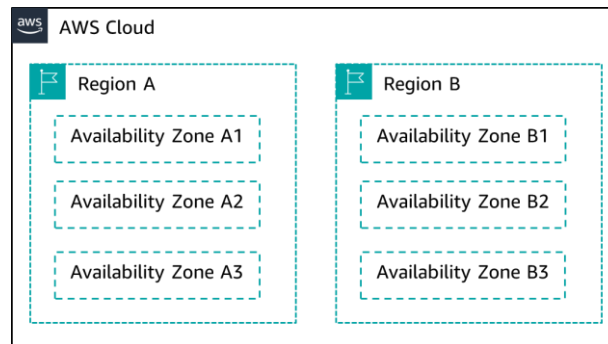 aws
AWS Cloud
Region A
Availability Zone A1
Availability Zone A2
Availability Zone A3
Region B
Availability Zone B1
Availability Zone B2
Availability Zone B3